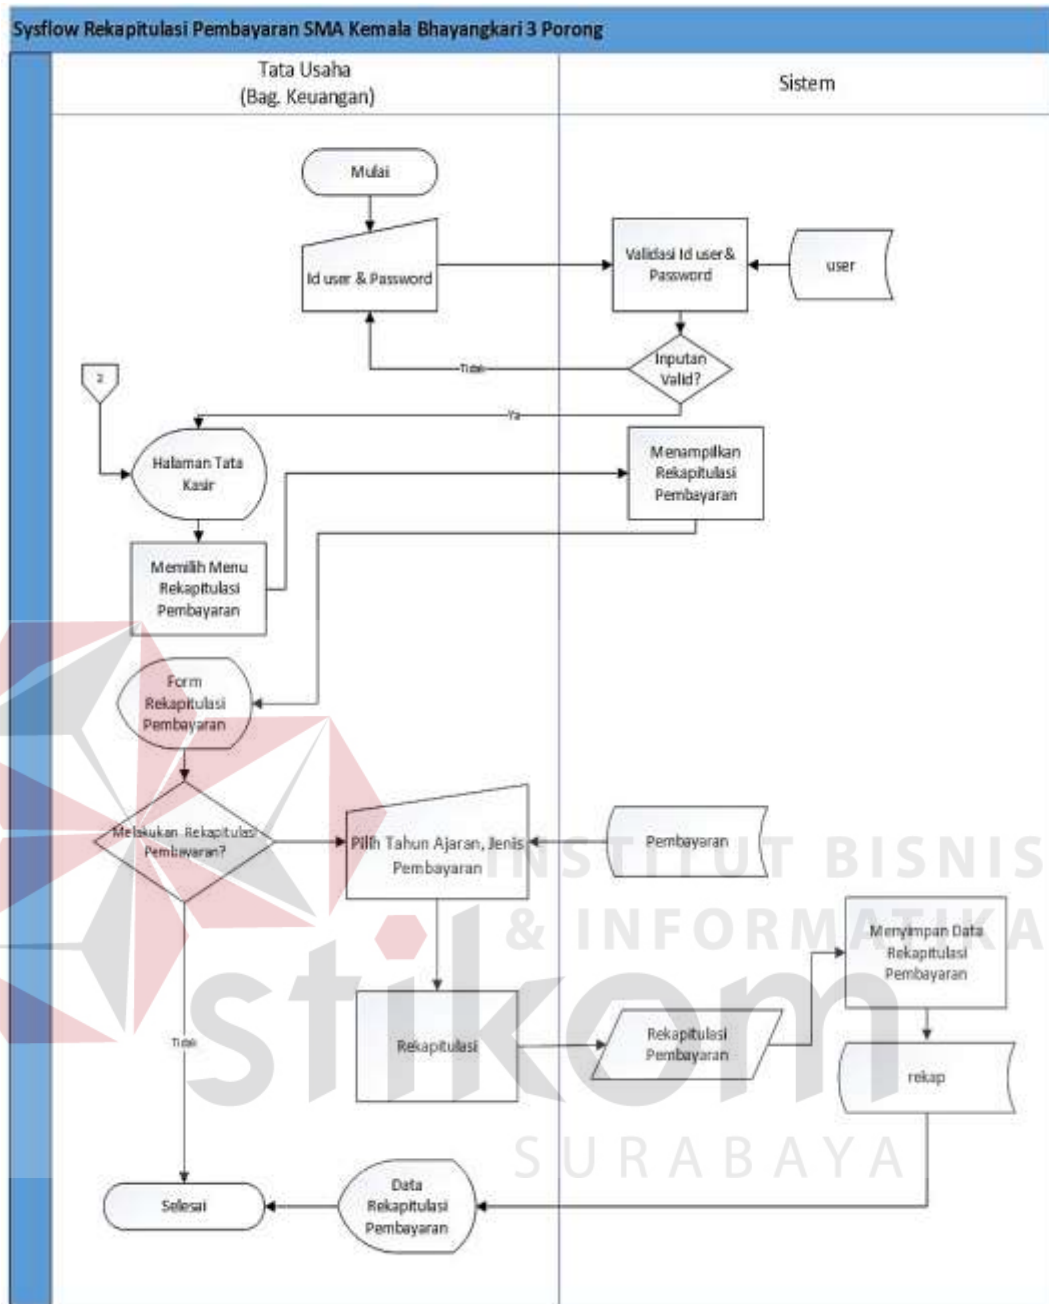 Sysflow Rekapitulasi Pembayaran SMA Kemala Bhayangkari 3 Porong
Tata Usaha
(Bag. Keuangan)
Sistem
Mulai
Id user & Password
Validasi Id user&
Password
user
Inputan
Valid?
Tidak
Ya
2
Halaman Tata
Kasir
Menampilkan
Rekapitulasi
Pembayaran
Memilih Menu
Rekapitulasi
Pembayaran
Form
Rekapitulasi
Pembayaran
Melakukan Rekapitulasi
Pembayaran?
Pilih Tahun Ajaran, Jenis
Pembayaran
Pembayaran
INSTITUT BISNIS
& INFORMATIKA
stikom
SURABAYA
Menyimpan Data
Rekapitulasi
Pembayaran
Rekapitulasi
Rekapitulasi
Pembayaran
Tidak
rekap
Selesai
Data
Rekapitulasi
Pembayaran